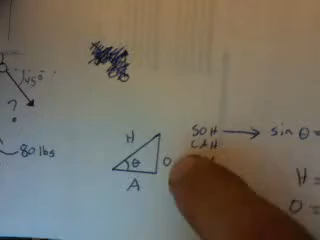 45°
?
80 lbs
H
θ
O
A
SOH → sin θ =
CAH
H =
O =